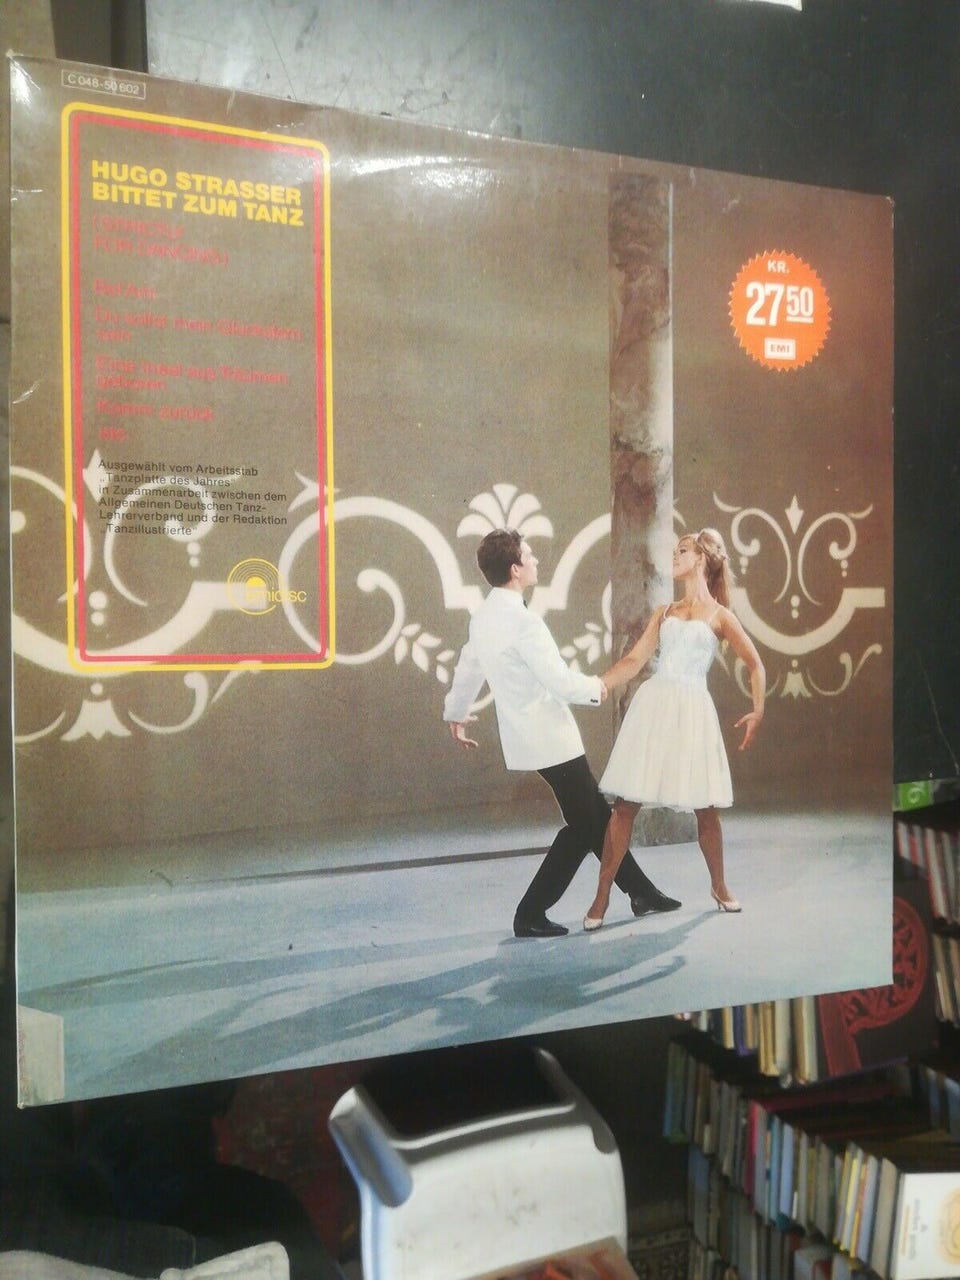 C 048-50 602
HUGO STRASSER
BITTET ZUM TANZ
(STRICTLY
FOR DANCING)
Du sollst mein Glücksstern
sein
Eine Insel aus Träumen
geboren
Komm zurück
etc.
Ausgewählt vom Arbeitsstab
„Tanzplatte des Jahres“
in Zusammenarbeit zwischen dem
Allgemeinen Deutschen Tanz-
Lehrerverband und der Redaktion
„Tanzillustrierte“
emidisc
KR.
27 50
EMI